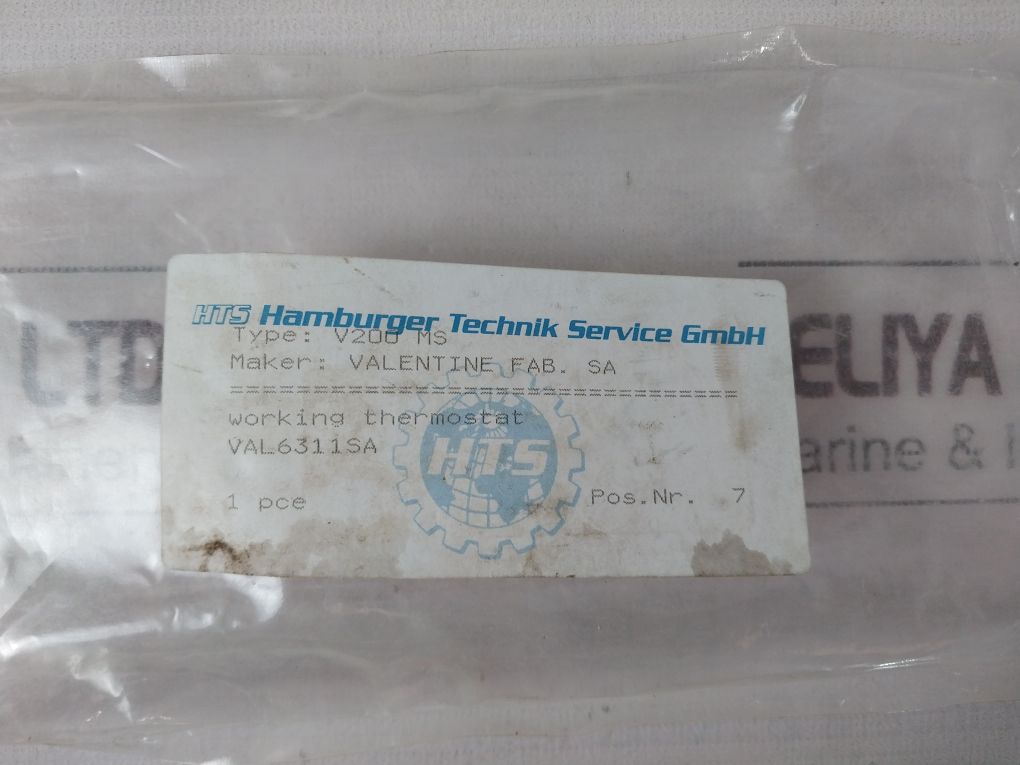 HTS Hamburger Technik Service GmbH
Type: V200 MS
Maker: VALENTINE FAB. SA
==================================
working thermostat
VAL6311SA
HTS
1 pce Pos.Nr. 7
LTD ELIYA
arine &